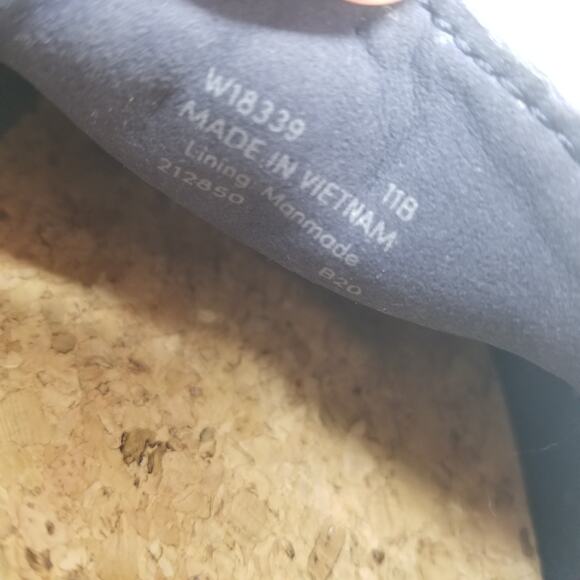 W18339 11B
MADE IN VIETNAM
Lining Manmade
212850 B20